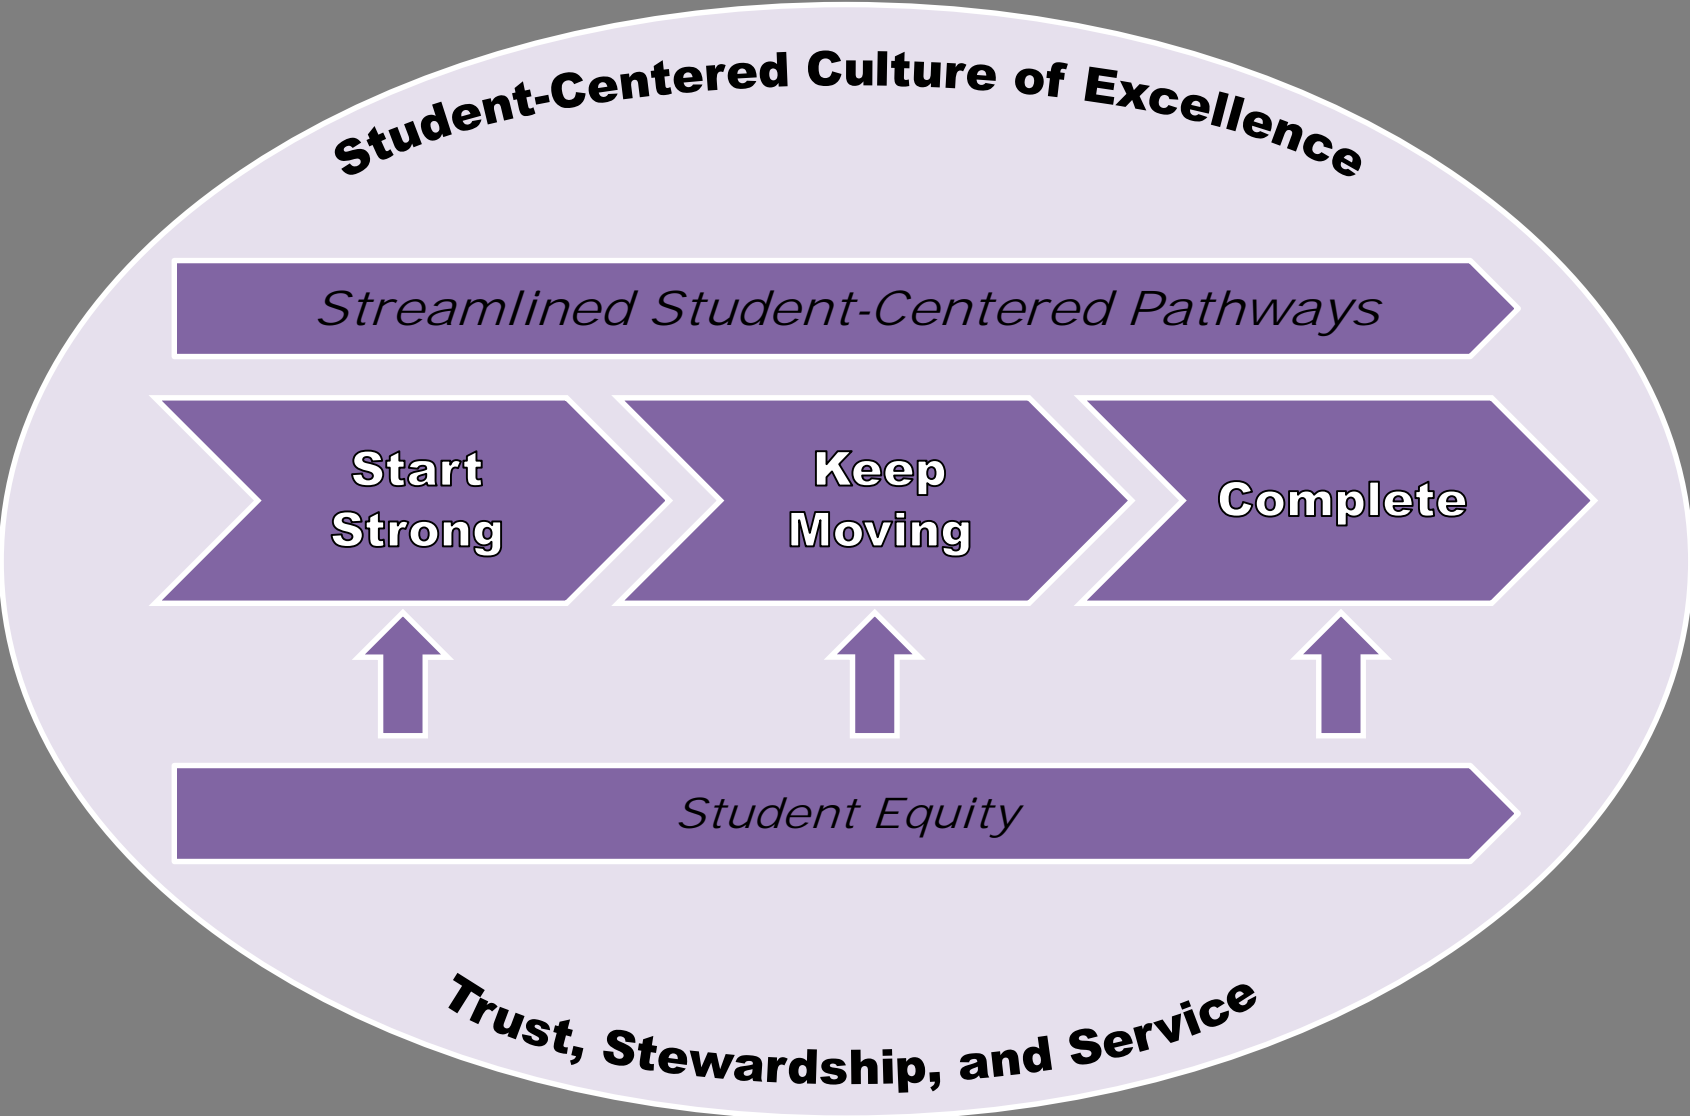 Student-Centered Culture of Excellence
Streamlined Student-Centered Pathways
Start
Strong
Keep
Moving
Complete
Student Equity
Trust, Stewardship, and Service